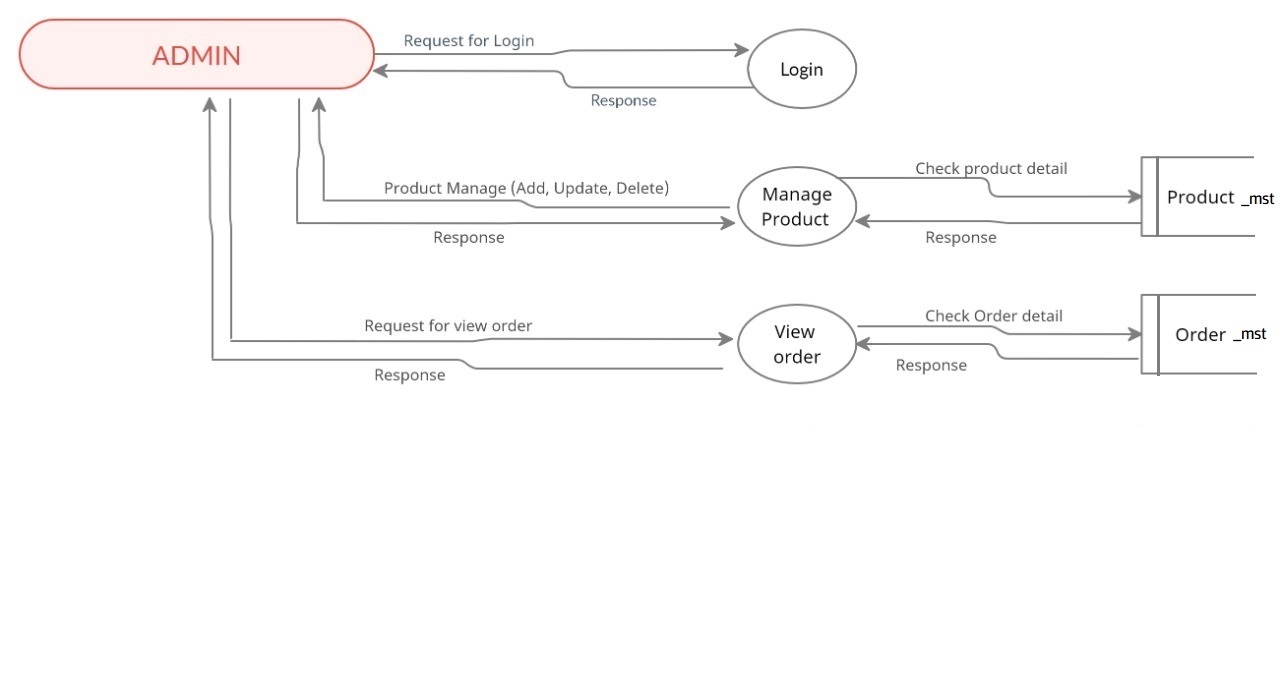 ADMIN
Request for Login
Login
Response
Check product detail
Product Manage (Add, Update, Delete)
Manage
Product
Product _mst
Response
Response
Check Order detail
Request for view order
View
order
Order _mst
Response
Response